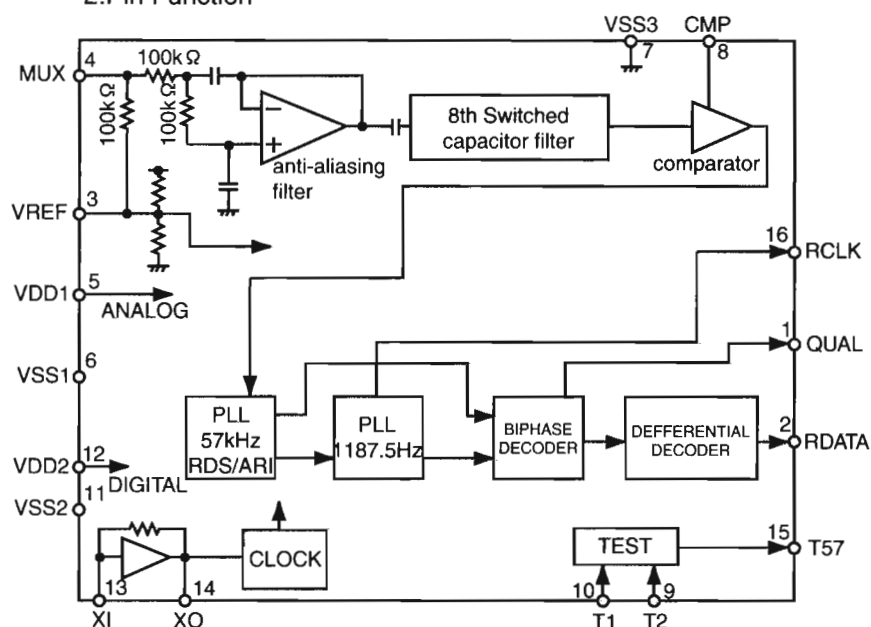 2.Pin Function
VSS3
CMP
7
8
MUX
4
100kΩ
100kΩ
100kΩ
anti-aliasing
filter
8th Switched
capacitor filter
comparator
VREF
3
VDD1
5
ANALOG
VSS1
6
16
RCLK
1
QUAL
2
RDATA
PLL
57kHz
RDS/ARI
PLL
1187.5Hz
BIPHASE
DECODER
DEFFERENTIAL
DECODER
VDD2
12
DIGITAL
VSS2
11
CLOCK
TEST
15
T57
13
14
10
9
XI
XO
T1
T2